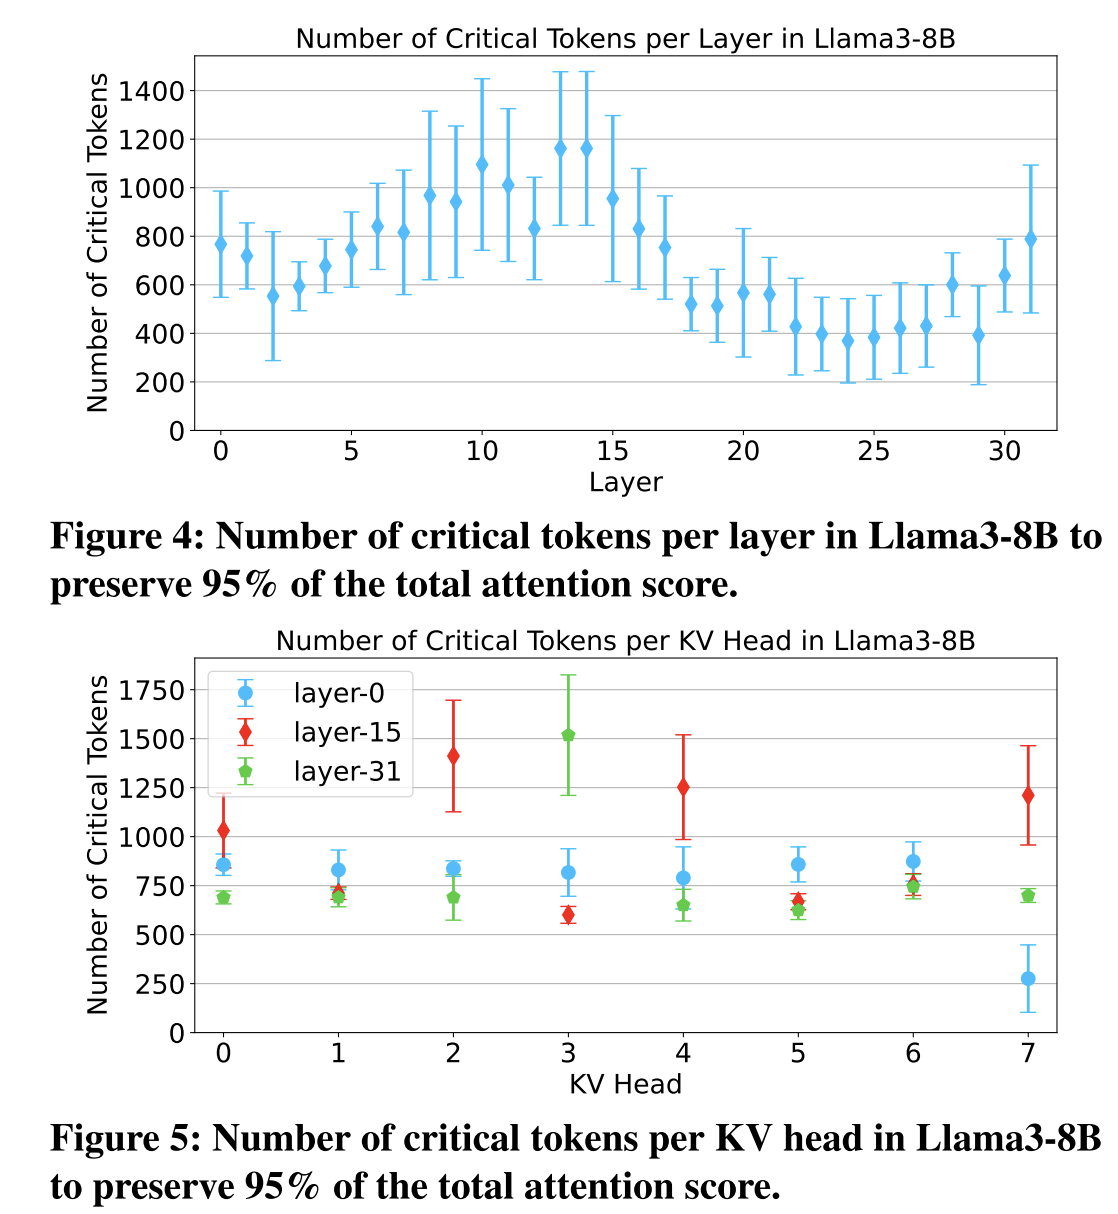 Number of Critical Tokens per Layer in Llama3-8B
Number of Critical Tokens
1400
1200
1000
800
600
400
200
0
0 5 10 15 20 25 30
Layer
Figure 4: Number of critical tokens per layer in Llama3-8B to
preserve 95% of the total attention score.
Number of Critical Tokens per KV Head in Llama3-8B
Number of Critical Tokens
1750
1500
1250
1000
750
500
250
0
layer-0
layer-15
layer-31
0 1 2 3 4 5 6 7
KV Head
Figure 5: Number of critical tokens per KV head in Llama3-8B
to preserve 95% of the total attention score.